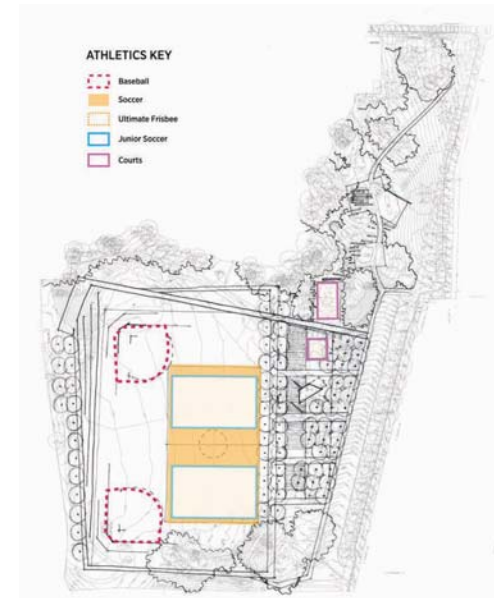 ATHLETICS KEY
Baseball
Soccer
Ultimate Frisbee
Junior Soccer
Courts